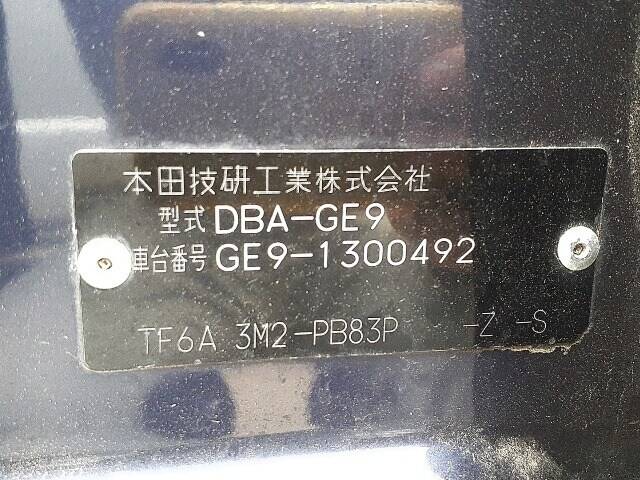 本田技研工業株式会社
型式 DBA-GE9
車台番号 GE9-1300492
TF6A 3M2-PB83P -Z -S